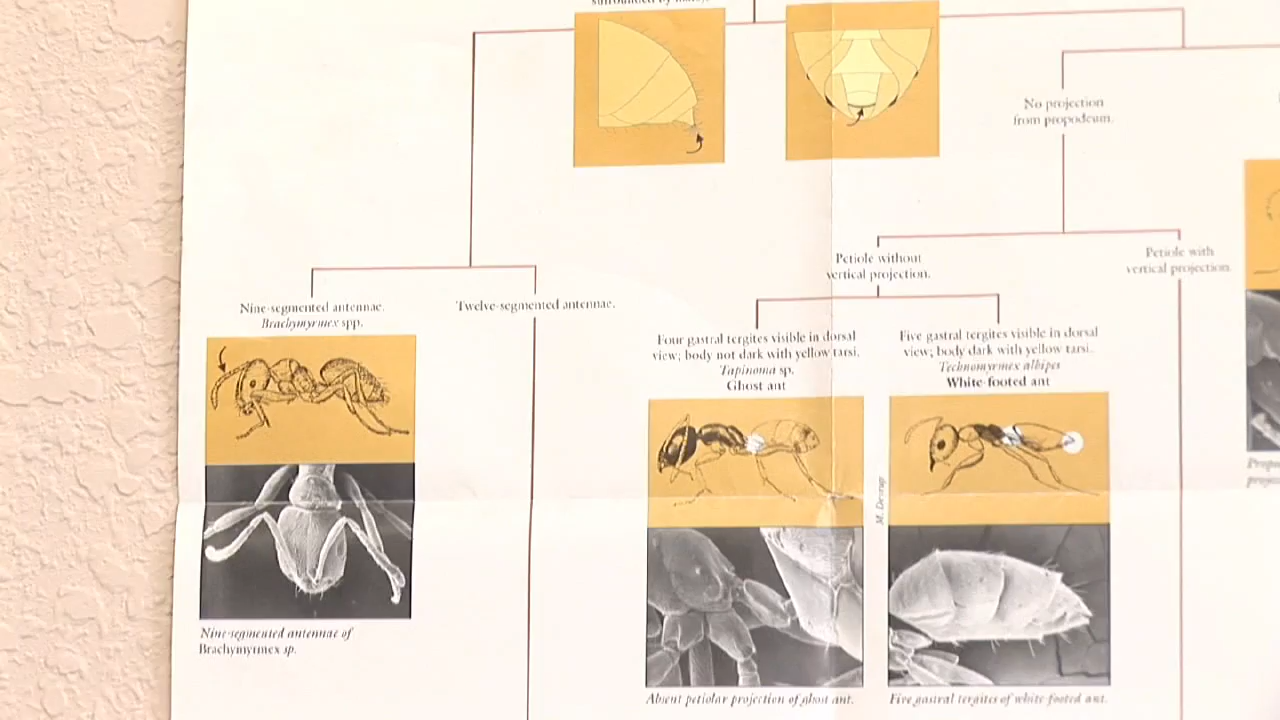 surrounded by
No projection
from propodeum.
Petiole without
vertical projection.
Petiole with
vertical projection.
Nine-segmented antennae.
Brachymyrmex spp.
Twelve-segmented antennae.
Four gastral tergites visible in dorsal
view; body not dark with yellow tarsi.
Tapinoma sp.
Ghost ant
Five gastral tergites visible in dorsal
view; body dark with yellow tarsi.
Technomyrmex albipes
White-footed ant
Nine-segmented antennae of
Brachymyrmex sp.
Absent petiolar projection of ghost ant.
Five gastral tergites of white-footed ant.